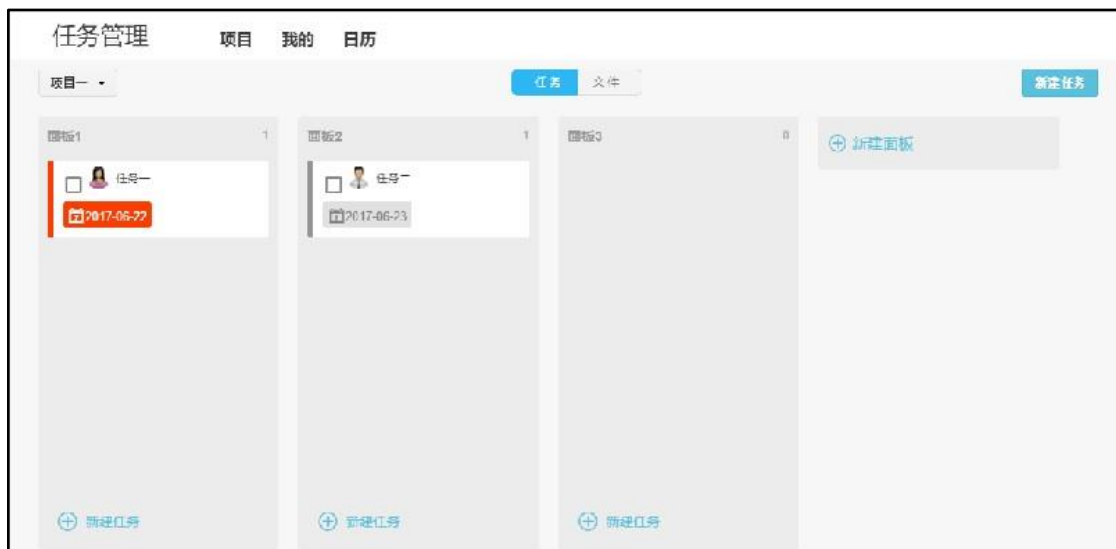 任务管理 项目 我的 日历
项目一 任务 文件 新建任务
面板1 1 面板2 1 面板3 0 新建面板
任务一 任务二
2017-06-22 2017-06-23
新建任务 新建任务 新建任务